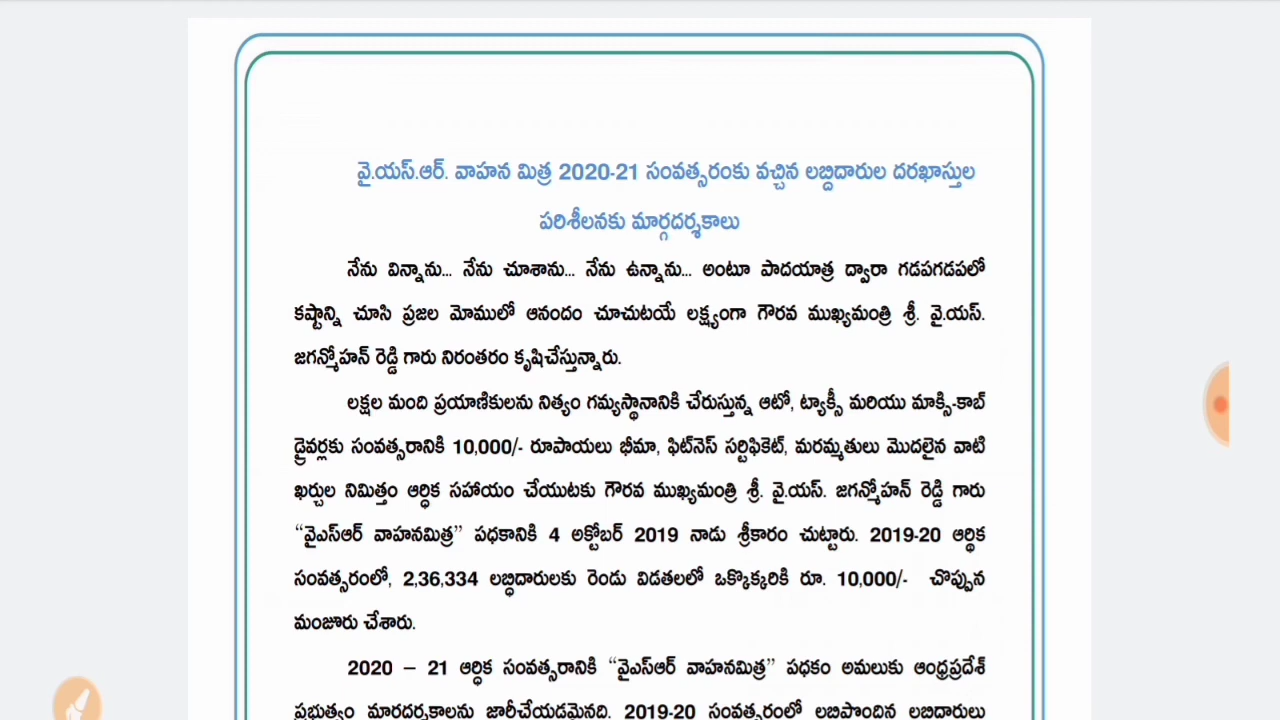 వై.యస్.ఆర్. వాహన మిత్ర 2020-21 సంవత్సరంకు వచ్చిన లబ్దిదారుల దరఖాస్తుల
పరిశీలనకు మార్గదర్శకాలు
నేను విన్నాను... నేను చూశాను... నేను ఉన్నాను... అంటూ పాదయాత్ర ద్వారా గడపగడపలో
కష్టాన్ని చూసి ప్రజల మోములో ఆనందం చూచుటయే లక్ష్యంగా గౌరవ ముఖ్యమంత్రి శ్రీ. వై.యస్.
జగన్మోహన్ రెడ్డి గారు నిరంతరం కృషిచేస్తున్నారు.
లక్షల మంది ప్రయాణికులను నిత్యం గమ్యస్థానానికి చేరుస్తున్న ఆటో, ట్యాక్సీ మరియు మాక్సి-కాబ్
డ్రైవర్లకు సంవత్సరానికి 10,000/- రూపాయలు భీమా, ఫిట్‌నెస్ సర్టిఫికెట్, మరమ్మతులు మొదలైన వాటి
ఖర్చుల నిమిత్తం ఆర్ధిక సహాయం చేయుటకు గౌరవ ముఖ్యమంత్రి శ్రీ. వై.యస్. జగన్మోహన్ రెడ్డి గారు
“వైఎస్ఆర్ వాహనమిత్ర” పధకానికి 4 అక్టోబర్ 2019 నాడు శ్రీకారం చుట్టారు. 2019-20 ఆర్థిక
సంవత్సరంలో, 2,36,334 లబ్ధిదారులకు రెండు విడతలలో ఒక్కొక్కరికి రూ. 10,000/- చొప్పున
మంజూరు చేశారు.
2020 – 21 ఆర్ధిక సంవత్సరానికి “వైఎస్ఆర్ వాహనమిత్ర” పధకం అమలుకు ఆంధ్రప్రదేశ్
ప్రభుత్వం మార్గదర్శకాలను జారీచేయడమైనది. 2019-20 సంవత్సరంలో లబ్ధిపొందిన లబ్ధిదారులు